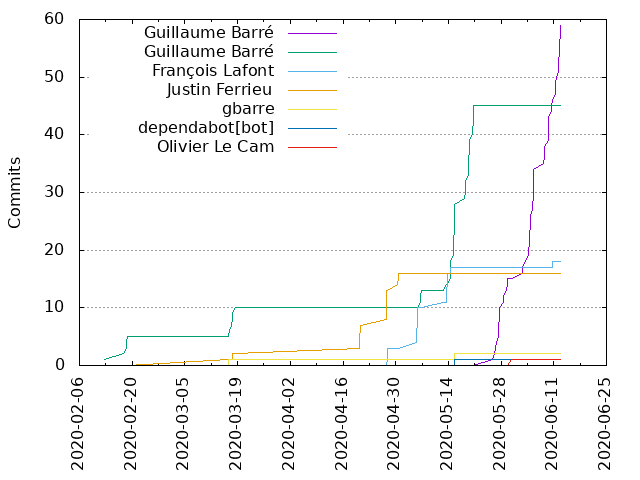 60
50
40
30
20
10
0
Commits
Guillaume Barré
Guillaume Barré
François Lafont
Justin Ferrieu
gbarre
dependabot[bot]
Olivier Le Cam
2020-02-06
2020-02-20
2020-03-05
2020-03-19
2020-04-02
2020-04-16
2020-04-30
2020-05-14
2020-05-28
2020-06-11
2020-06-25